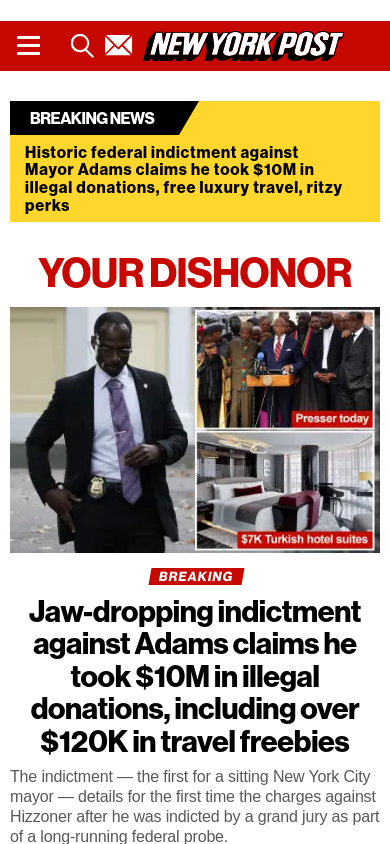 NEW YORK POST
BREAKING NEWS
Historic federal indictment against
Mayor Adams claims he took $10M in
illegal donations, free luxury travel, ritzy
perks
YOUR DISHONOR
Presser today
$7K Turkish hotel suites
BREAKING
Jaw-dropping indictment
against Adams claims he
took $10M in illegal
donations, including over
$120K in travel freebies
The indictment — the first for a sitting New York City
mayor — details for the first time the charges against
Hizzoner after he was indicted by a grand jury as part
of a long-running federal probe.